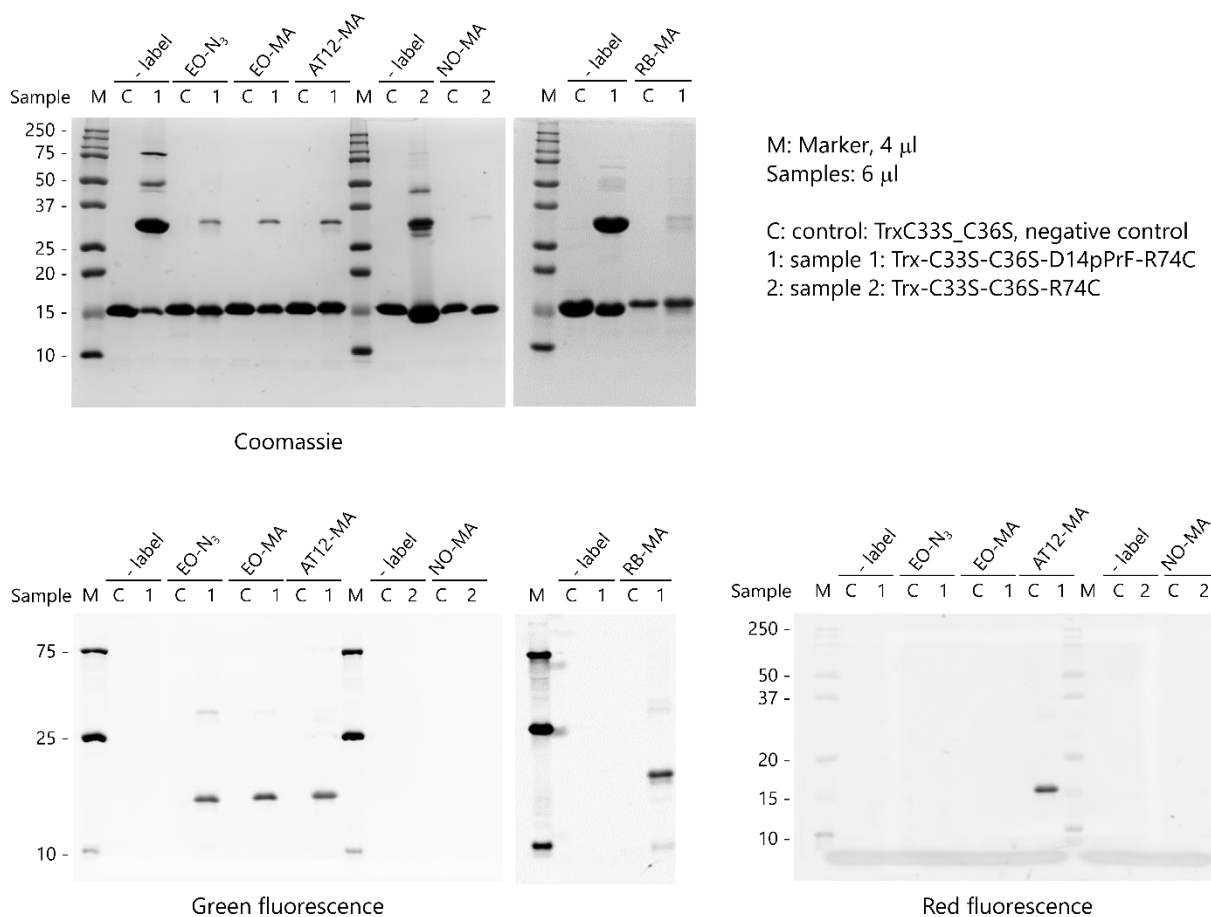 - label EO-N₃ EO-MA AT12-MA - label NO-MA - label RB-MA
Sample M C 1 C 1 C 1 C 1 M C 2 C 2 M C 1 C 1
250 -
75 -
50 -
37 -
25 -
20 -
15 -
10 -
Coomassie
M: Marker, 4 μl
Samples: 6 μl
C: control: TrxC33S_C36S, negative control
1: sample 1: Trx-C33S-C36S-D14pPrF-R74C
2: sample 2: Trx-C33S-C36S-R74C
- label EO-N₃ EO-MA AT12-MA - label NO-MA - label RB-MA
Sample M C 1 C 1 C 1 C 1 M C 2 C 2 M C 1 C 1
75 -
25 -
10 -
Green fluorescence
- label EO-N₃ EO-MA AT12-MA - label NO-MA
Sample M C 1 C 1 C 1 C 1 M C 2 C 2
250 -
50 -
37 -
20 -
15 -
10 -
Red fluorescence